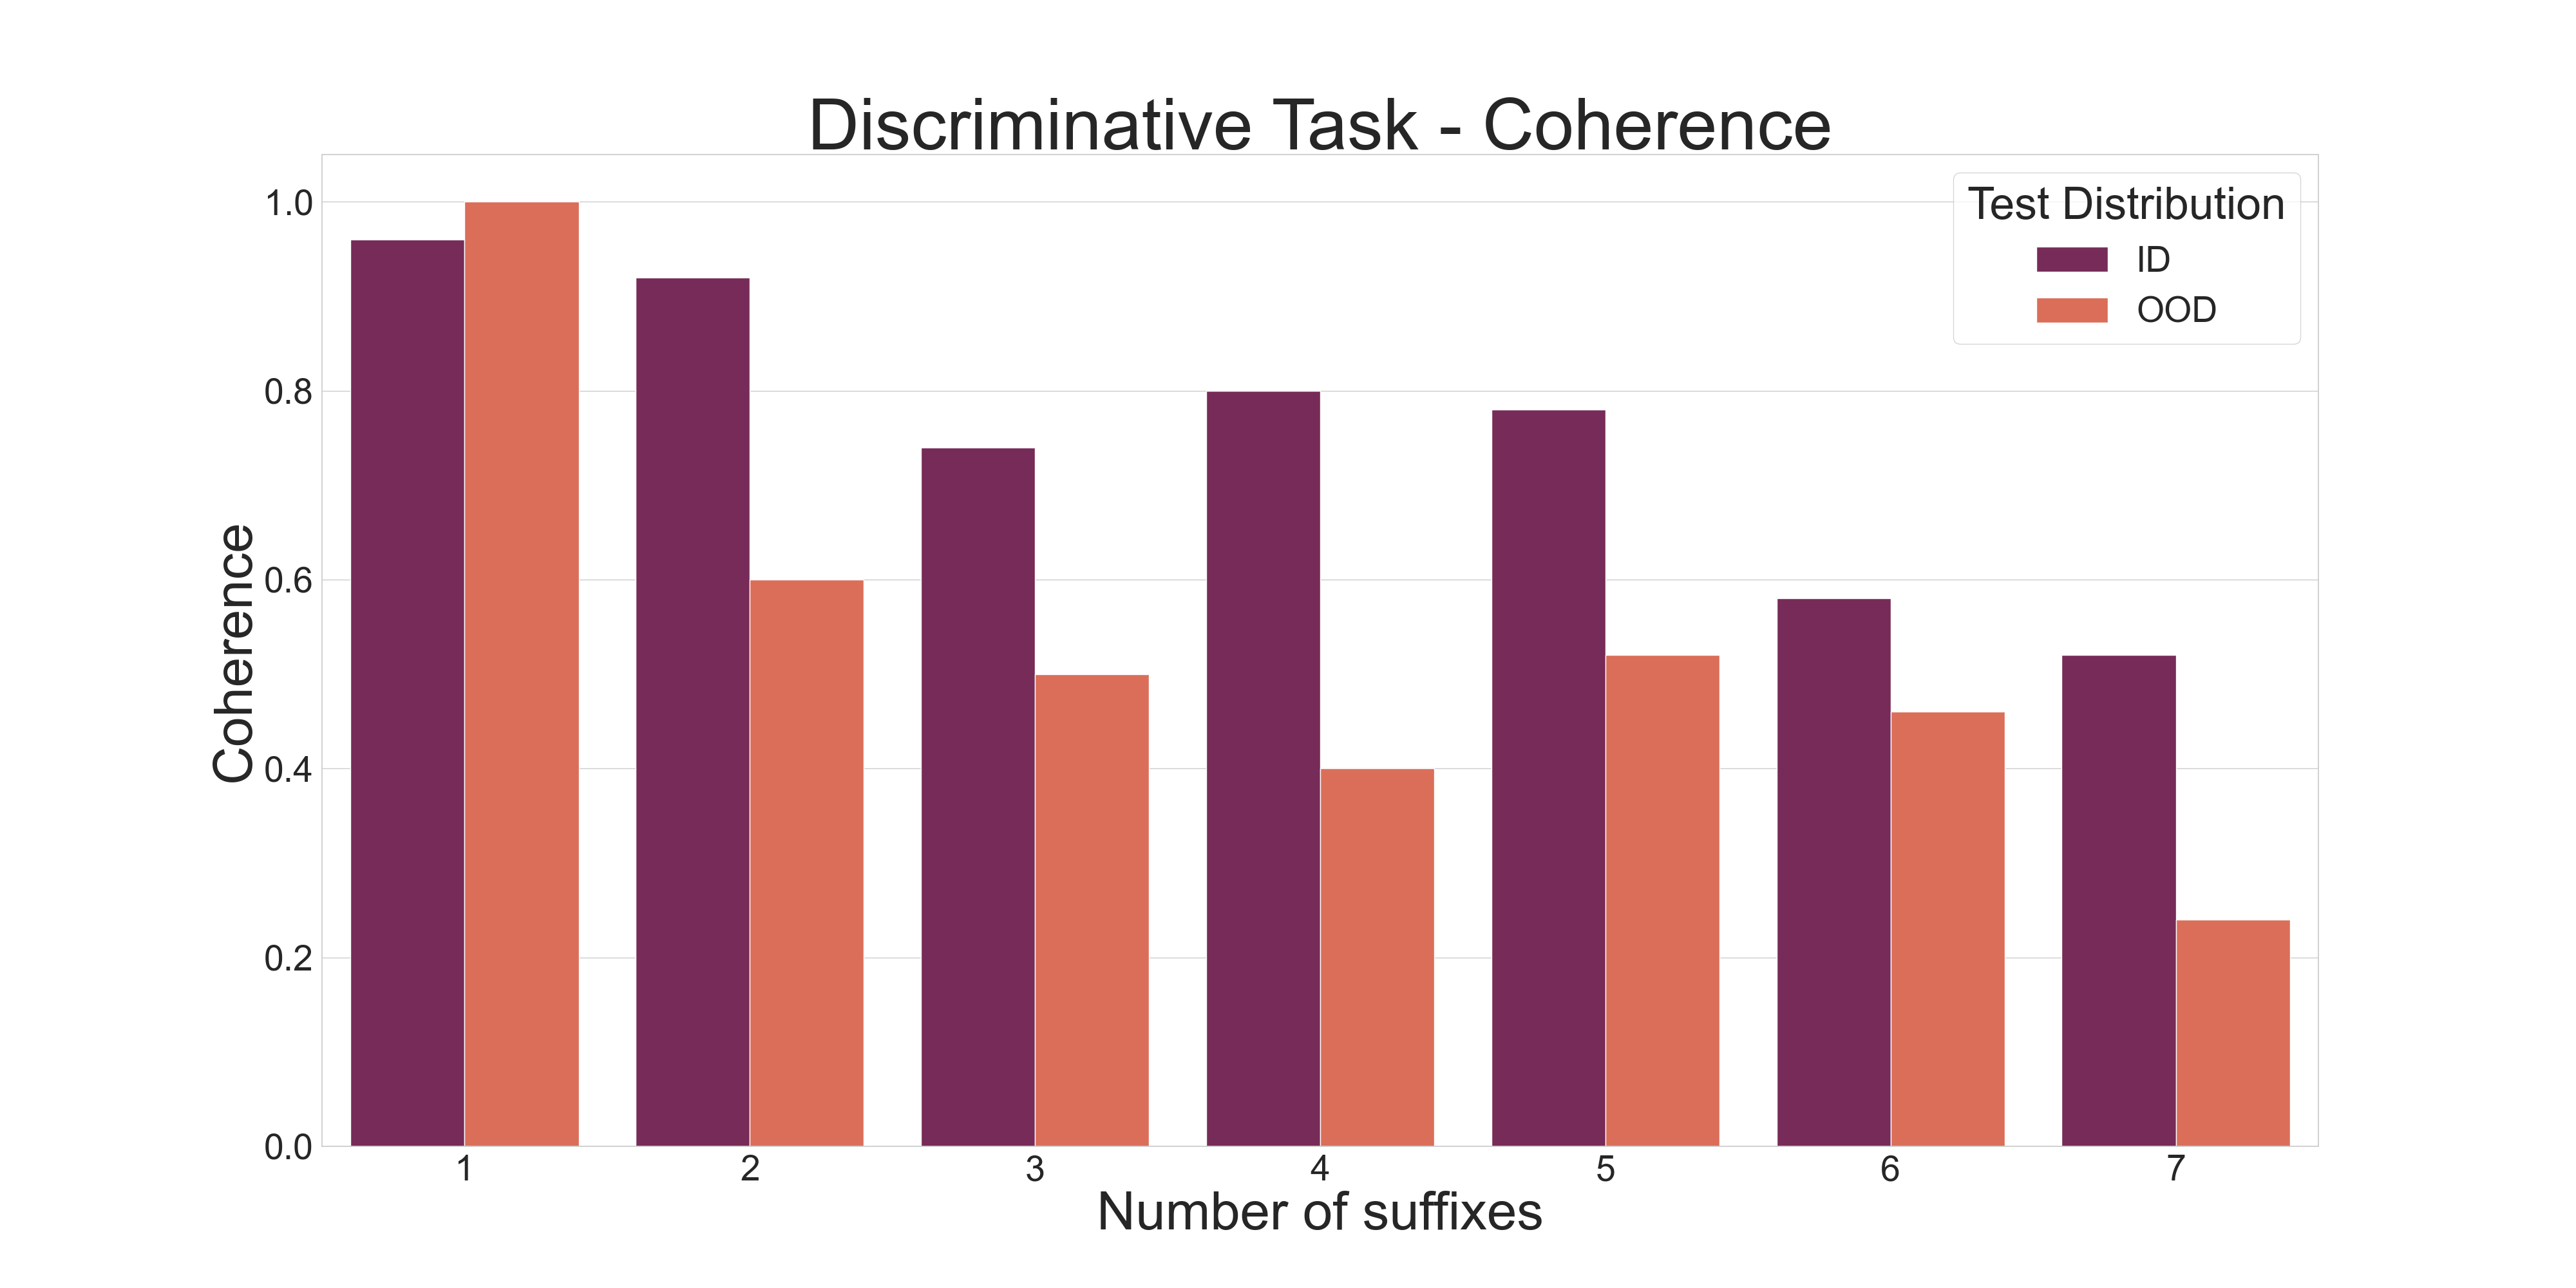 Discriminative Task - Coherence
Test Distribution
ID
OOD
Coherence
1.0
0.8
0.6
0.4
0.2
0.0
1 2 3 4 5 6 7
Number of suffixes